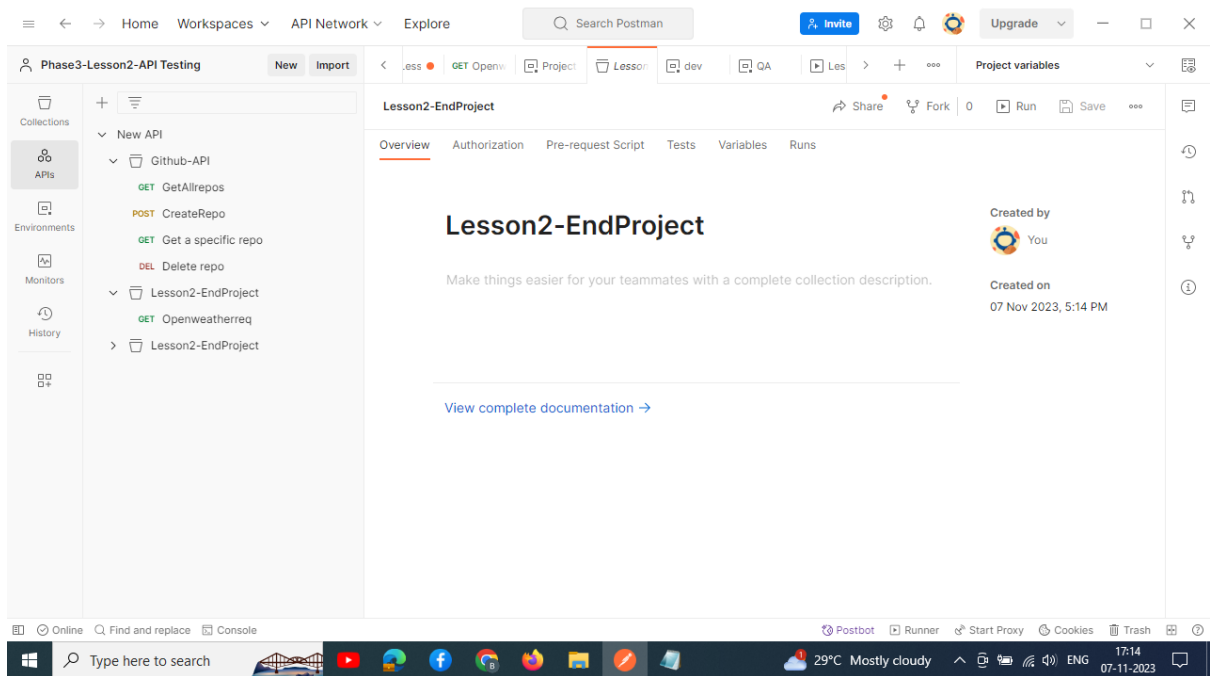 Home Workspaces API Network Explore Search Postman Invite Upgrade
Phase3-Lesson2-API Testing New Import .ess GET Openw Project Lesson dev QA Les Project variables
Collections
APIs
Environments
Monitors
History
New API
Github-API
GET GetAllrepos
POST CreateRepo
GET Get a specific repo
DEL Delete repo
Lesson2-EndProject
GET Openweatherreq
Lesson2-EndProject
Lesson2-EndProject Share Fork 0 Run Save
Overview Authorization Pre-request Script Tests Variables Runs
Lesson2-EndProject
Make things easier for your teammates with a complete collection description.
View complete documentation →
Created by
You
Created on
07 Nov 2023, 5:14 PM
Online Find and replace Console Postbot Runner Start Proxy Cookies Trash
Type here to search 29°C Mostly cloudy ENG 17:14
07-11-2023